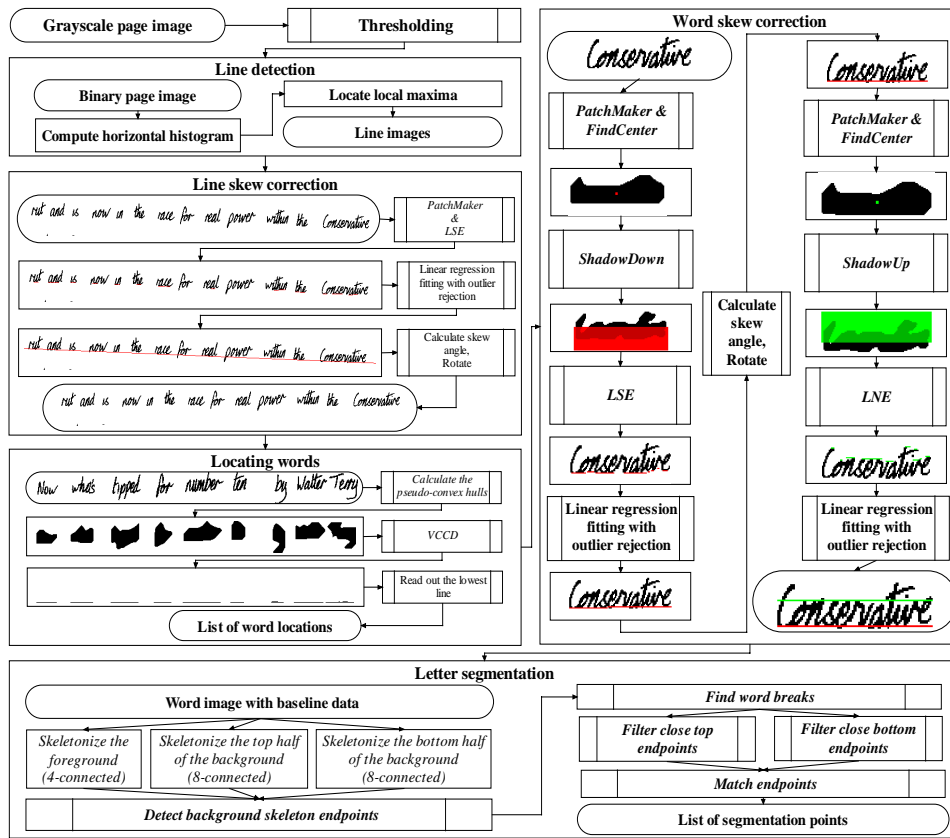 Grayscale page image
Thresholding
Line detection
Binary page image
Compute horizontal histogram
Locate local maxima
Line images
Line skew correction
rut and is now in the race for real power within the Conservative
PatchMaker
&
LSE
rut and is now in the race for real power within the Conservative
Linear regression
fitting with outlier
rejection
rut and is now in the race for real power within the Conservative
Calculate skew
angle,
Rotate
rut and is now in the race for real power within the Conservative
Locating words
Now who's tipped for number ten by Walter Terry
Calculate the
pseudo-convex hulls
VCCD
Read out the lowest
line
List of word locations
Word skew correction
Conservative
PatchMaker &
FindCenter
ShadowDown
LSE
Conservative
Linear regression
fitting with
outlier rejection
Conservative
Calculate
skew
angle,
Rotate
Conservative
PatchMaker &
FindCenter
ShadowUp
LNE
Conservative
Linear regression
fitting with
outlier rejection
Conservative
Letter segmentation
Word image with baseline data
Skeletonize the
foreground
(4-connected)
Skeletonize the top half
of the background
(8-connected)
Skeletonize the bottom half
of the background
(8-connected)
Detect background skeleton endpoints
Find word breaks
Filter close top
endpoints
Filter close bottom
endpoints
Match endpoints
List of segmentation points